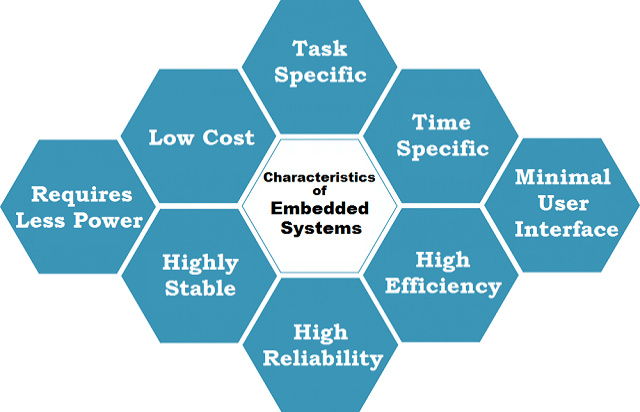 Task
Specific
Low Cost
Time
Specific
Requires
Less Power
Characteristics
of
Embedded
Systems
Minimal
User
Interface
Highly
Stable
High
Efficiency
High
Reliability